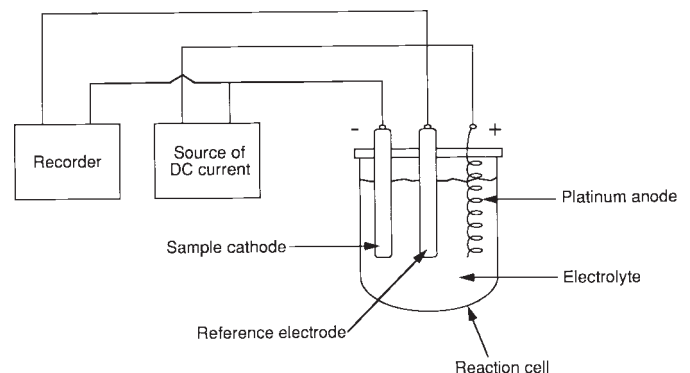 -
+
Recorder
Source of
DC current
Platinum anode
Sample cathode
Electrolyte
Reference electrode
Reaction cell